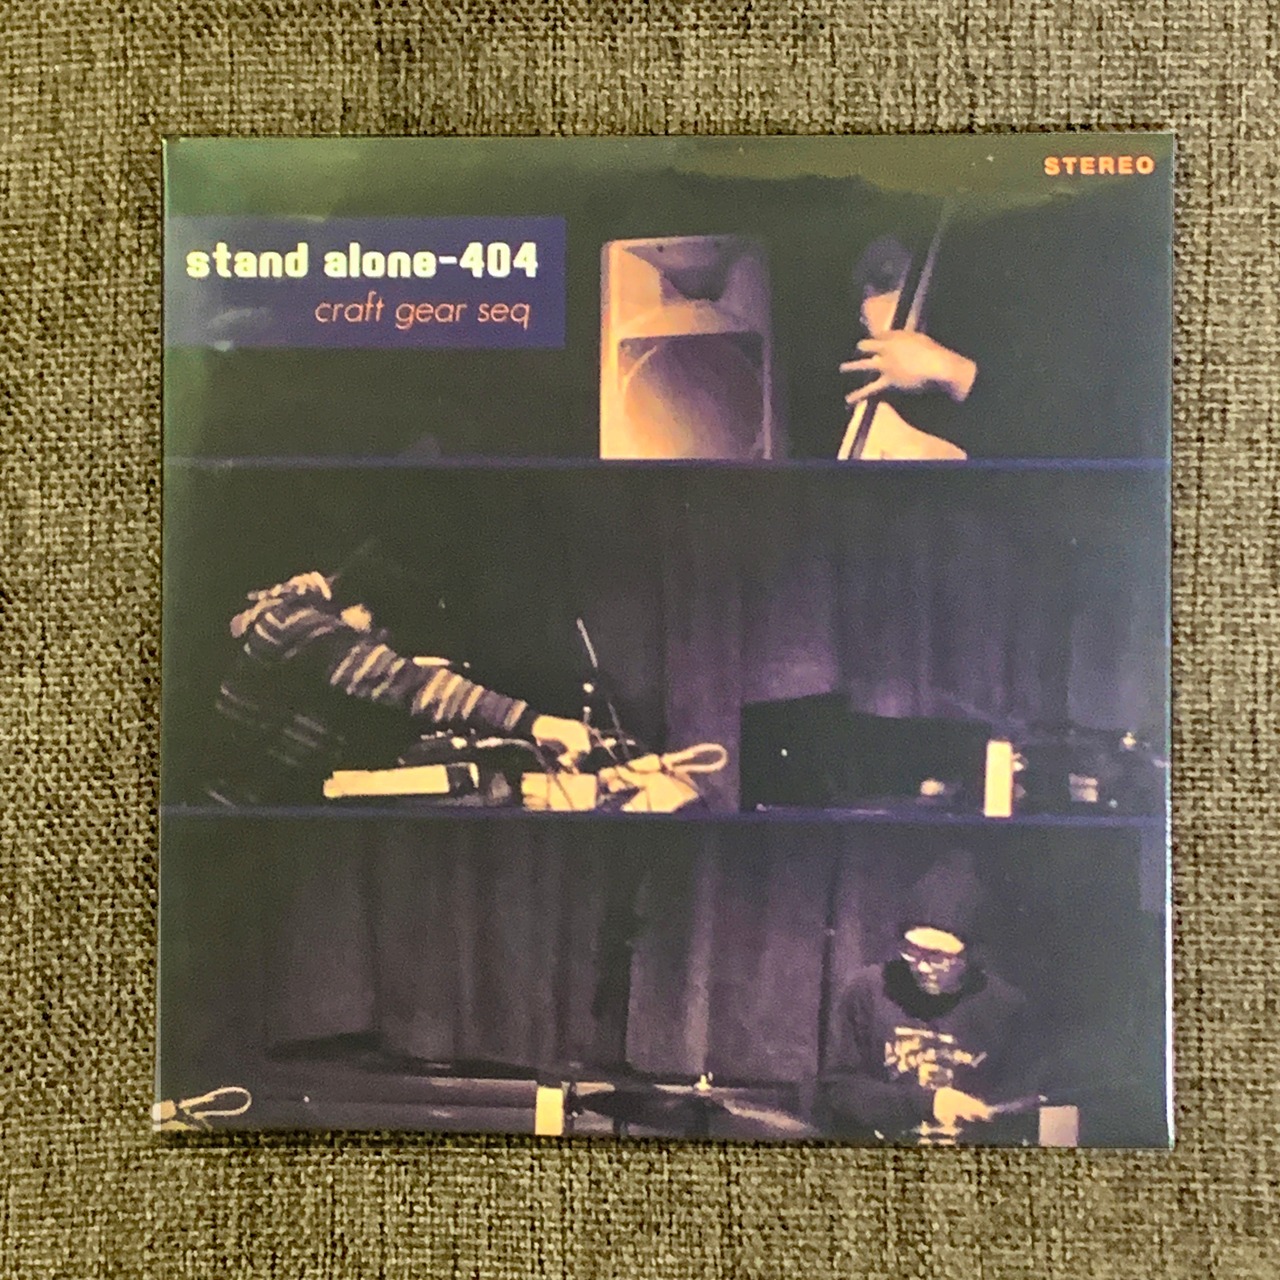 STEREO
stand alone-404
craft gear seq